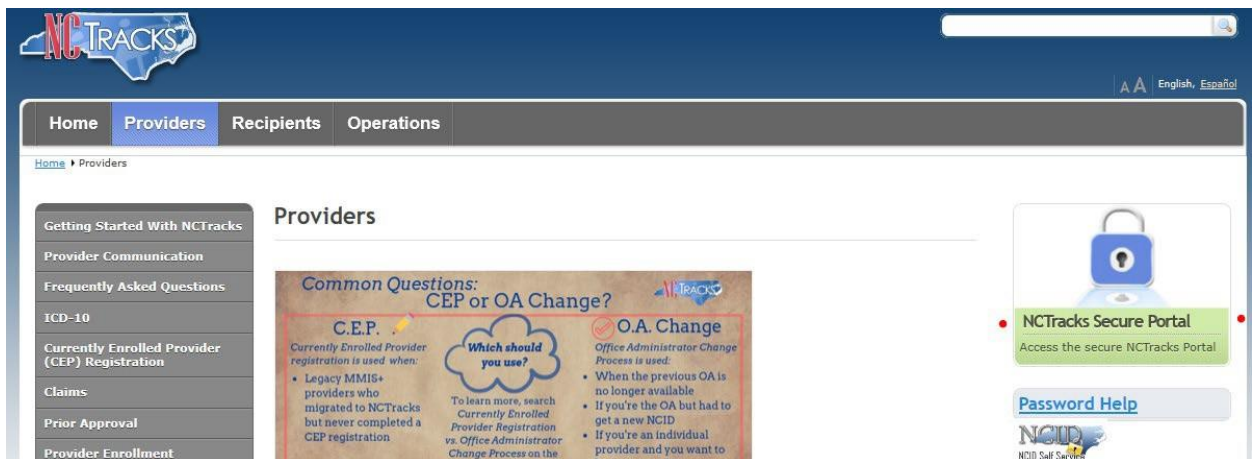 NCTRACKS
A A English, Español
Home Providers Recipients Operations
Home Providers
Getting Started With NCTracks
Provider Communication
Frequently Asked Questions
ICD-10
Currently Enrolled Provider
(CEP) Registration
Claims
Prior Approval
Provider Enrollment
Providers
Common Questions:
CEP or OA Change?
NCTRACKS
C.E.P.
Currently Enrolled Provider
registration is used when:
• Legacy MMIS+
providers who
migrated to NCTracks
but never completed a
CEP registration
Which should
you use?
To learn more, search
Currently Enrolled
Provider Registration
vs. Office Administrator
Change Process on the
O.A. Change
Office Administrator Change
Process is used:
• When the previous OA is
no longer available
• If you're the OA but had to
get a new NCID
• If you're an individual
provider and you want to
NCTracks Secure Portal
Access the secure NCTracks Portal
Password Help
NCID
NCID Self Service